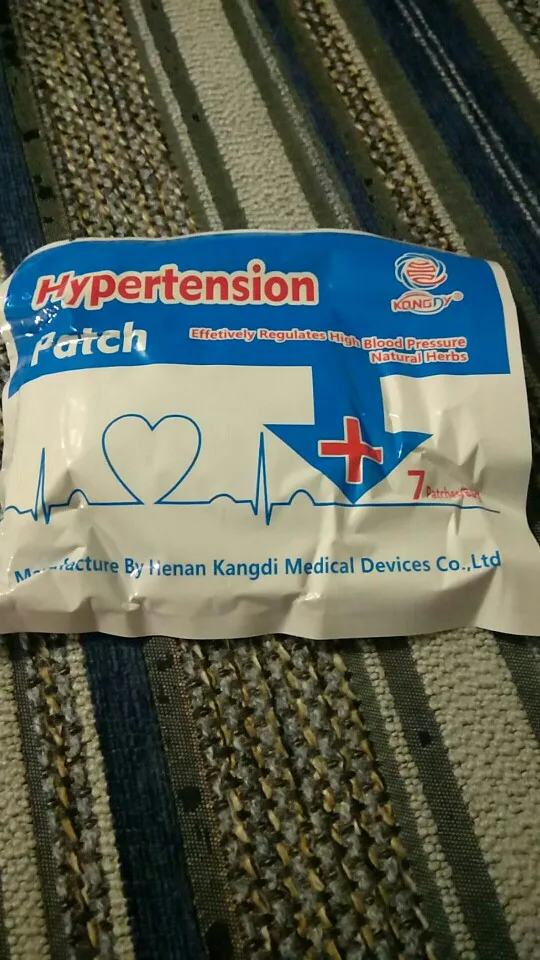 Hypertension
Patch
KONGDY®
Effetively Regulates High Blood Pressure
Natural Herbs
7
Manufacture By Henan Kangdi Medical Devices Co.,Ltd